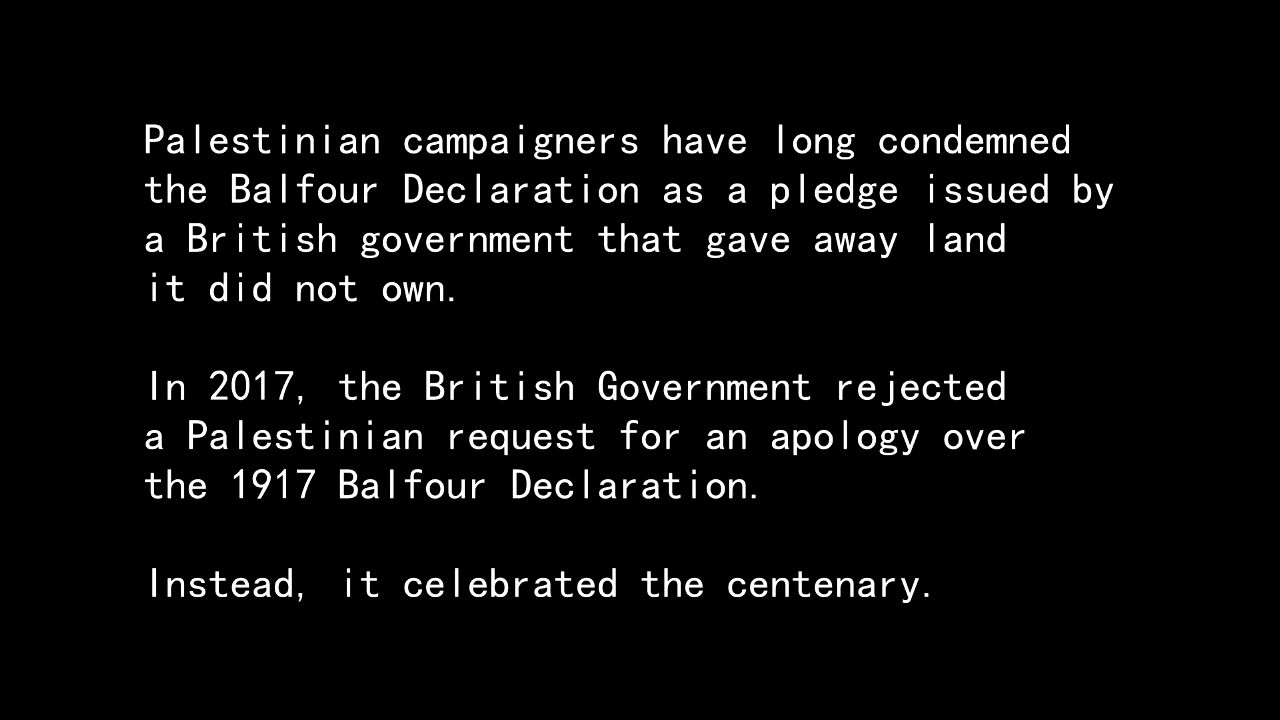 Palestinian campaigners have long condemned
the Balfour Declaration as a pledge issued by
a British government that gave away land
it did not own.
In 2017, the British Government rejected
a Palestinian request for an apology over
the 1917 Balfour Declaration.
Instead, it celebrated the centenary.